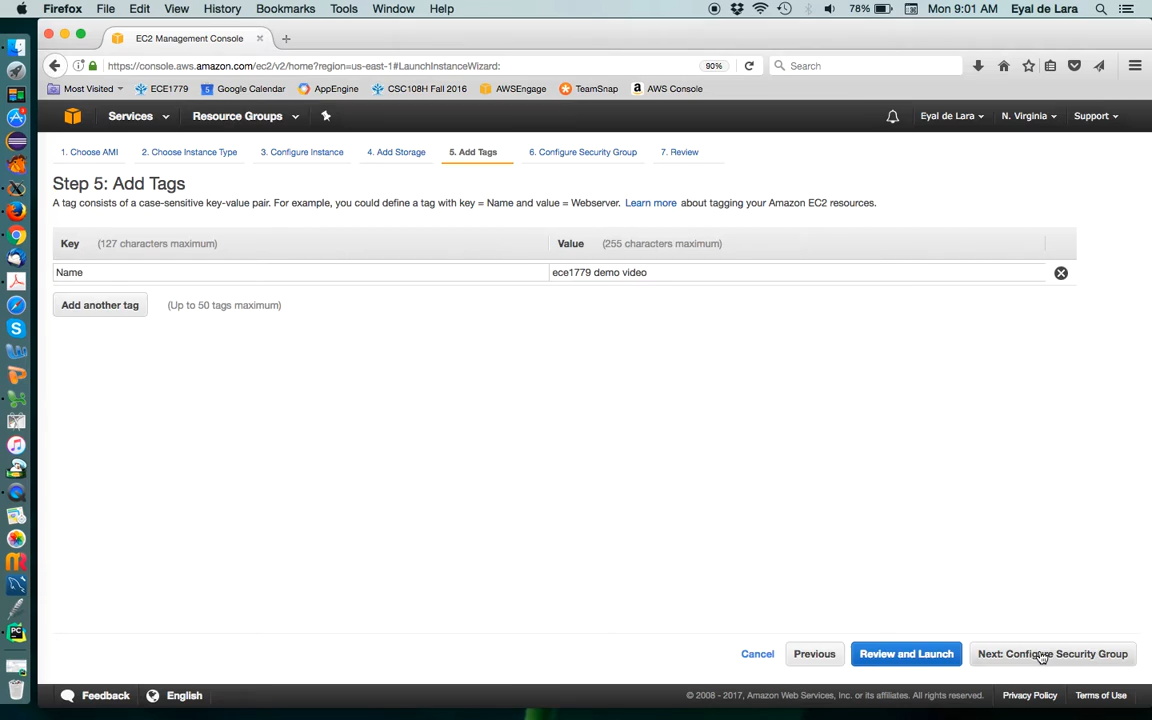 Firefox File Edit View History Bookmarks Tools Window Help 78% Mon 9:01 AM Eyal de Lara
EC2 Management Console
https://console.aws.amazon.com/ec2/v2/home?region=us-east-1#LaunchInstanceWizard: 90% Search
Most Visited ECE1779 Google Calendar AppEngine CSC108H Fall 2016 AWSEngage TeamSnap AWS Console
Services Resource Groups Eyal de Lara N. Virginia Support
1. Choose AMI 2. Choose Instance Type 3. Configure Instance 4. Add Storage 5. Add Tags 6. Configure Security Group 7. Review
Step 5: Add Tags
A tag consists of a case-sensitive key-value pair. For example, you could define a tag with key = Name and value = Webserver. Learn more about tagging your Amazon EC2 resources.
Key (127 characters maximum) Value (255 characters maximum)
Name ece1779 demo video
Add another tag (Up to 50 tags maximum)
Cancel Previous Review and Launch Next: Configure Security Group
Feedback English © 2008 - 2017, Amazon Web Services, Inc. or its affiliates. All rights reserved. Privacy Policy Terms of Use